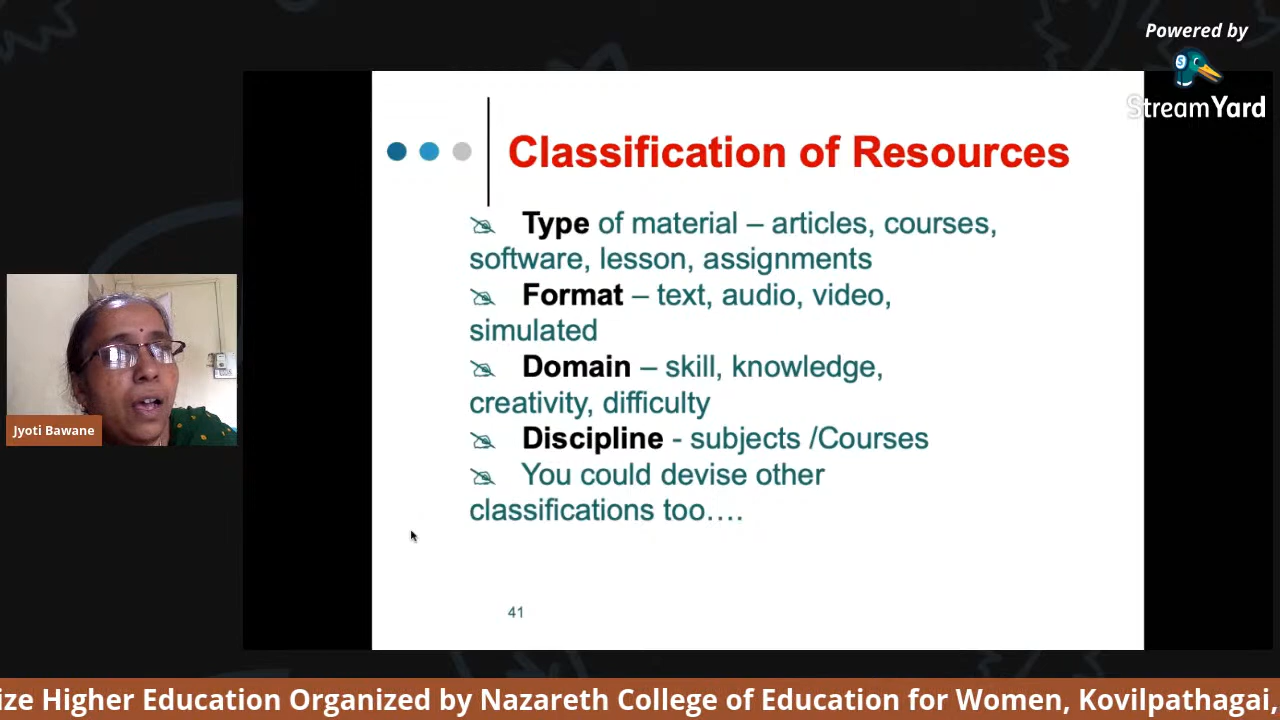 Powered by
StreamYard
Classification of Resources
Type of material – articles, courses,
software, lesson, assignments
Format – text, audio, video,
simulated
Domain – skill, knowledge,
creativity, difficulty
Discipline - subjects /Courses
You could devise other
classifications too….
41
Jyoti Bawane
ize Higher Education Organized by Nazareth College of Education for Women, Kovilpathagai,